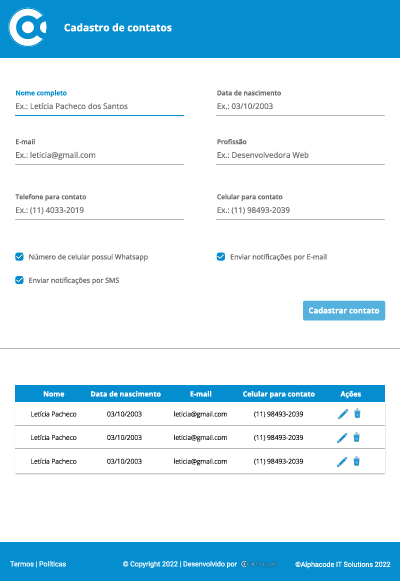 Cadastro de contatos
Nome completo
Ex.: Letícia Pacheco dos Santos
Data de nascimento
Ex.: 03/10/2003
E-mail
Ex.: leticia@gmail.com
Profissão
Ex.: Desenvolvedora Web
Telefone para contato
Ex.: (11) 4033-2019
Celular para contato
Ex.: (11) 98493-2039
Número de celular possui Whatsapp
Enviar notificações por E-mail
Enviar notificações por SMS
Cadastrar contato
Nome Data de nascimento E-mail Celular para contato Ações
Letícia Pacheco 03/10/2003 leticia@gmail.com (11) 98493-2039
Letícia Pacheco 03/10/2003 leticia@gmail.com (11) 98493-2039
Letícia Pacheco 03/10/2003 leticia@gmail.com (11) 98493-2039
Termos | Políticas © Copyright 2022 | Desenvolvido por ©Alphacode IT Solutions 2022